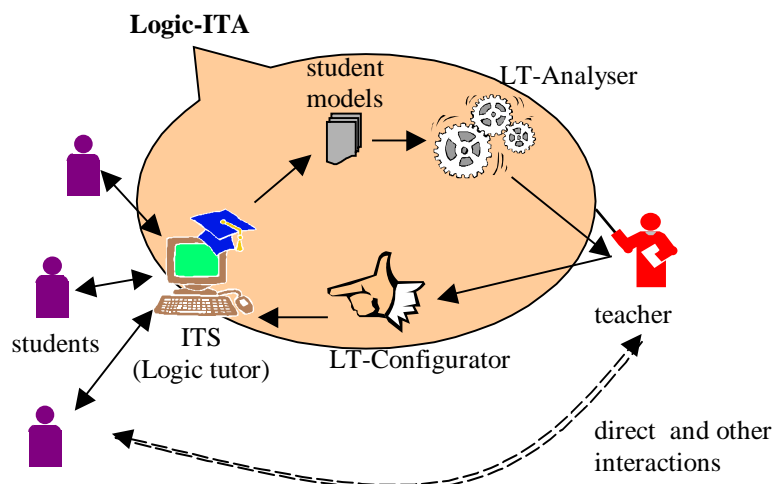 Logic-ITA
student
models
LT-Analyser
students
ITS
(Logic tutor)
LT-Configurator
teacher
direct and other
interactions